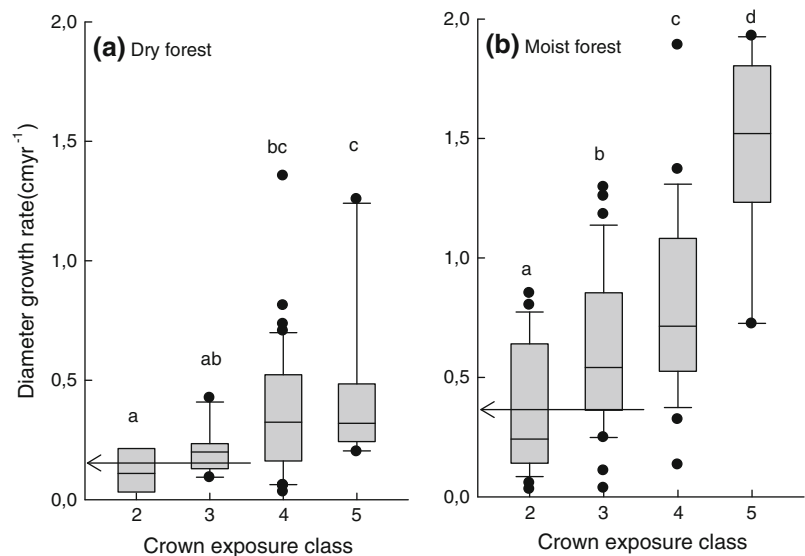 Diameter growth rate(cmyr⁻¹)
(a) Dry forest
2,0
1,5
1,0
0,5
0,0
a
ab
bc
c
2 3 4 5
Crown exposure class
(b) Moist forest
2,0
1,5
1,0
0,5
0,0
a
b
c
d
2 3 4 5
Crown exposure class